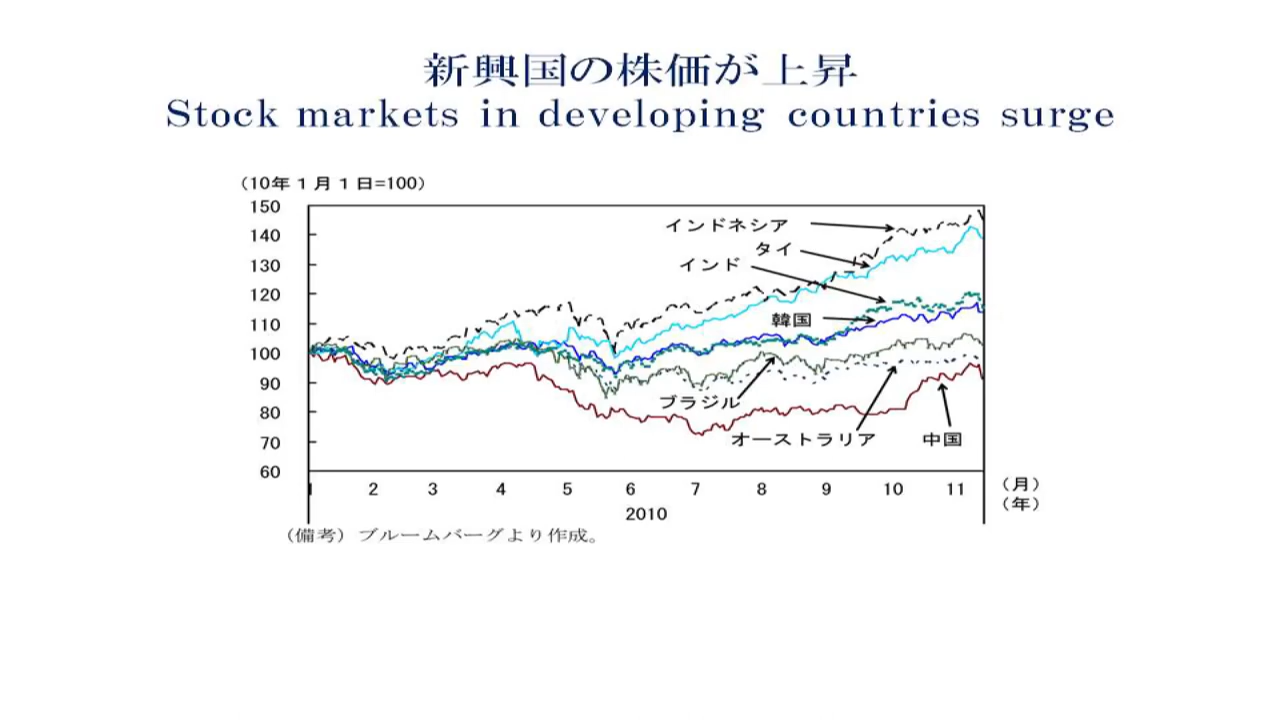 新興国の株価が上昇
Stock markets in developing countries surge
（10年１月１日=100）
150
140
130
120
110
100
90
80
70
60
インドネシア
タイ
インド
韓国
ブラジル
オーストラリア
中国
1 2 3 4 5 6 7 8 9 10 11 （月）
2010 （年）
（備考）ブルームバーグより作成。